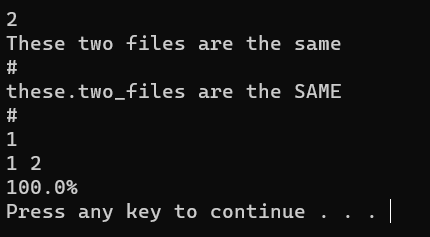 2
These two files are the same
#
these.two_files are the SAME
#
1
1 2
100.0%
Press any key to continue . . .